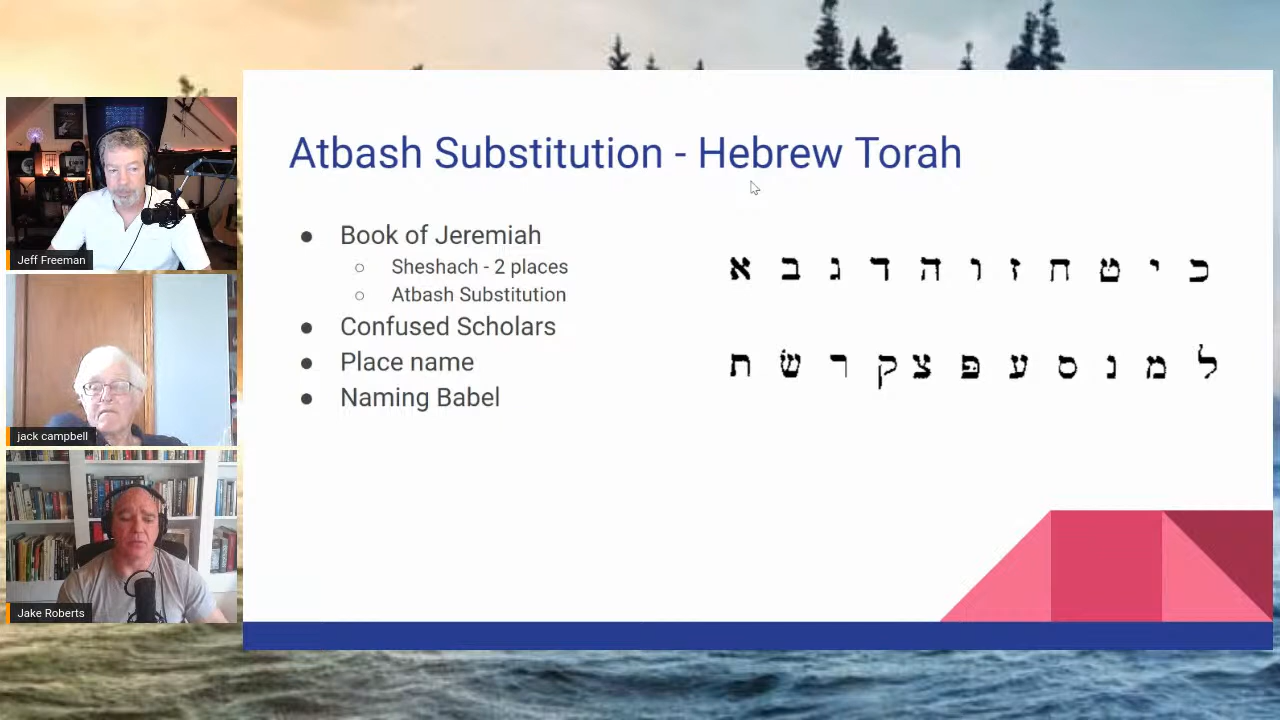 Atbash Substitution - Hebrew Torah
● Book of Jeremiah
○ Sheshach - 2 places
○ Atbash Substitution
● Confused Scholars
● Place name
● Naming Babel
א ב ג ד ה ו ז ח ט י כ
ת שׂ ר ק צ פּ ע ס נ מ ל
Jeff Freeman
jack campbell
Jake Roberts